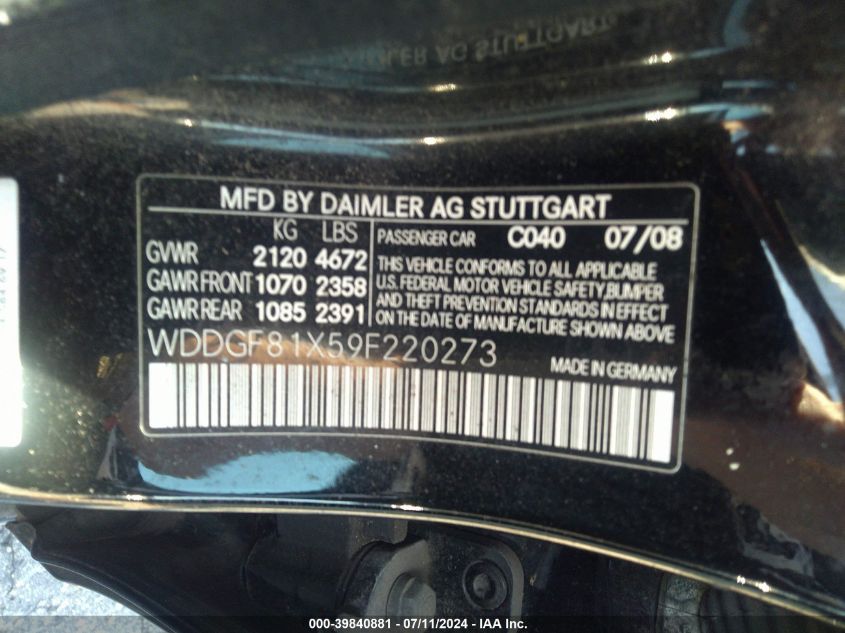 MFD BY DAIMLER AG STUTTGART
KG LBS
GVWR 2120 4672
GAWR FRONT 1070 2358
GAWR REAR 1085 2391
PASSENGER CAR C040 07/08
THIS VEHICLE CONFORMS TO ALL APPLICABLE
U.S. FEDERAL MOTOR VEHICLE SAFETY,BUMPER
AND THEFT PREVENTION STANDARDS IN EFFECT
ON THE DATE OF MANUFACTURE SHOWN ABOVE
WDDGF81X59F220273
MADE IN GERMANY
000-39840881 - 07/11/2024 - IAA Inc.